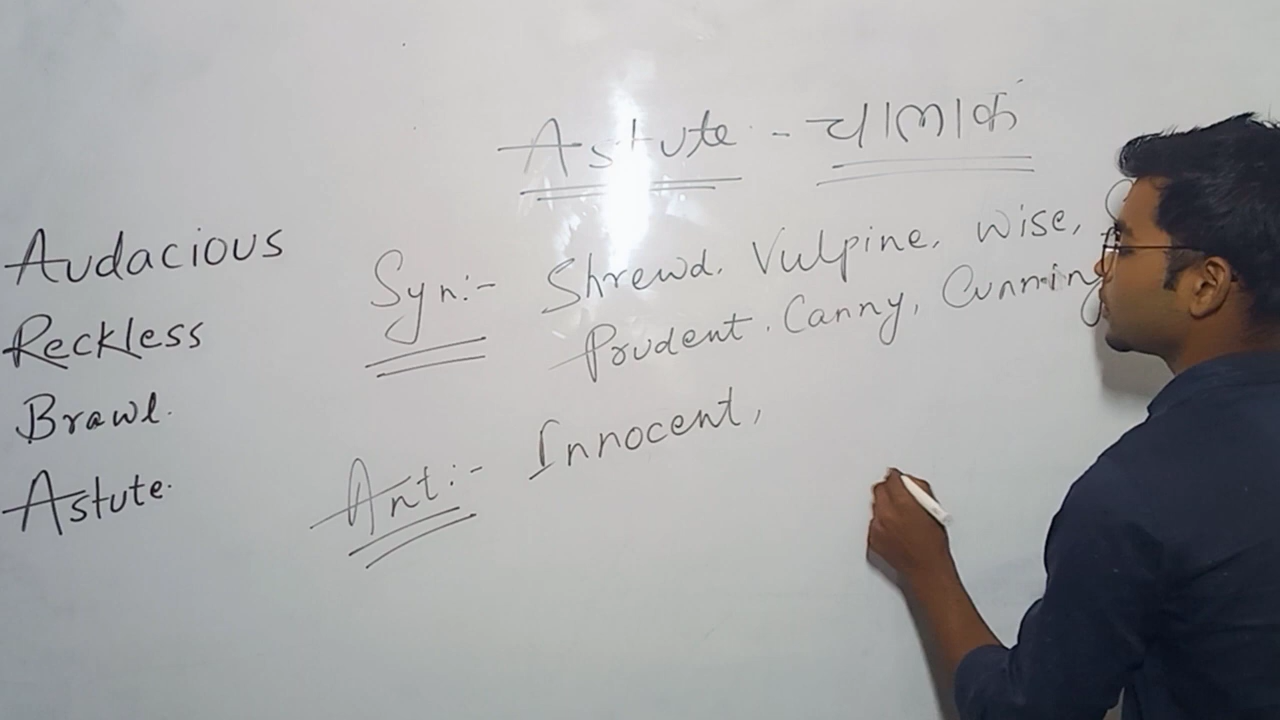 Astute - चालाक
Audacious
Reckless
Brawl.
Astute.
Syn:- Shrewd, Vulpine, Wise,
Prudent, Canny, Cunning
Ant:- Innocent,